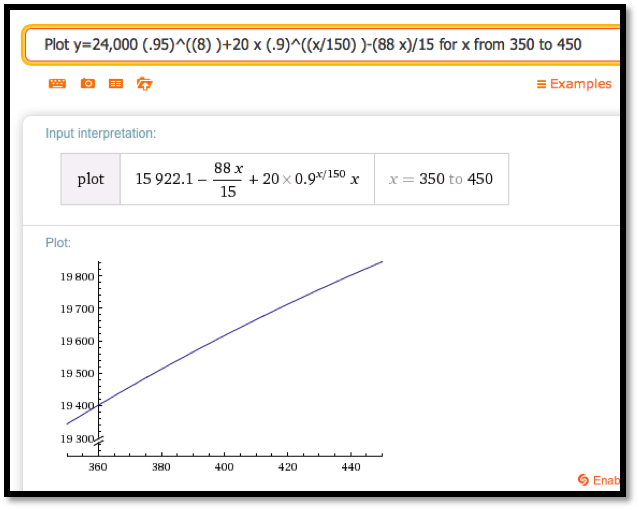 Plot y=24,000 (.95)^((8) )+20 x (.9)^((x/150) )-(88 x)/15 for x from 350 to 450
Examples
Input interpretation:
plot
15 922.1 − 88 x / 15 + 20 × 0.9^x/150 x
x = 350 to 450
Plot:
19 800
19 700
19 600
19 500
19 400
19 300
360 380 400 420 440
Enab